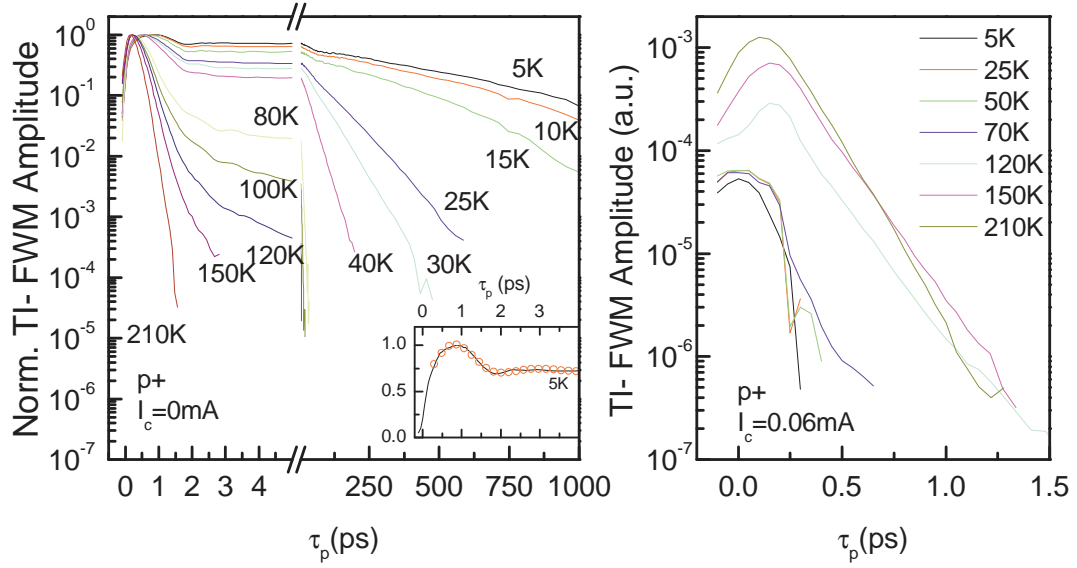 Norm. TI- FWM Amplitude
10^0
10^-1
10^-2
10^-3
10^-4
10^-5
10^-6
10^-7
5K
10K
15K
80K
100K
120K
150K
210K
25K
30K
40K
p+
I_c=0mA
τ_p (ps)
0 1 2 3
1.0
0.5
0.0
5K
0 1 2 3 4 250 500 750 1000
τ_p(ps)
TI- FWM Amplitude (a.u.)
10^-3
10^-4
10^-5
10^-6
10^-7
5K
25K
50K
70K
120K
150K
210K
p+
I_c=0.06mA
0.0 0.5 1.0 1.5
τ_p(ps)